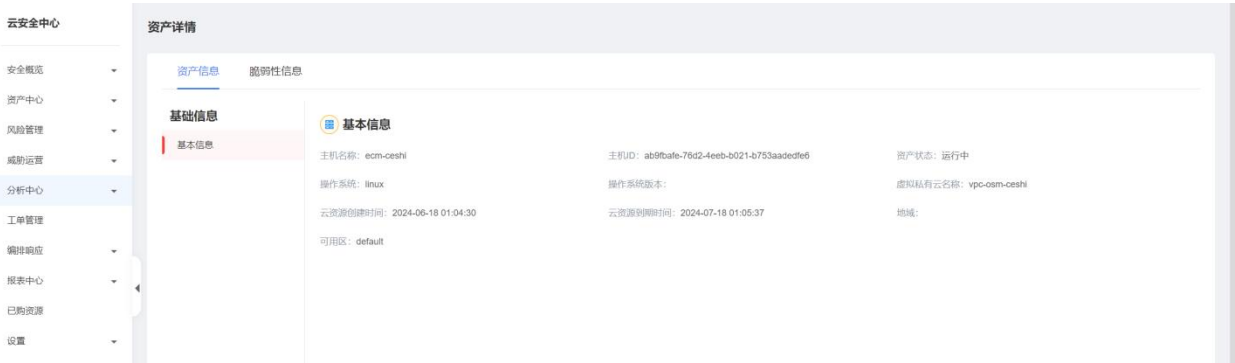 云安全中心
安全概览
资产中心
风险管理
威胁运营
分析中心
工单管理
编排响应
报表中心
已购资源
设置
资产详情
资产信息 脆弱性信息
基础信息
基本信息
基本信息
主机名称: ecm-ceshi 主机ID: ab9fbafe-76d2-4eeb-b021-b753aadedfe6 资产状态: 运行中
操作系统: linux 操作系统版本: 虚拟私有云名称: vpc-osm-ceshi
云资源创建时间: 2024-06-18 01:04:30 云资源到期时间: 2024-07-18 01:05:37 地域:
可用区: default